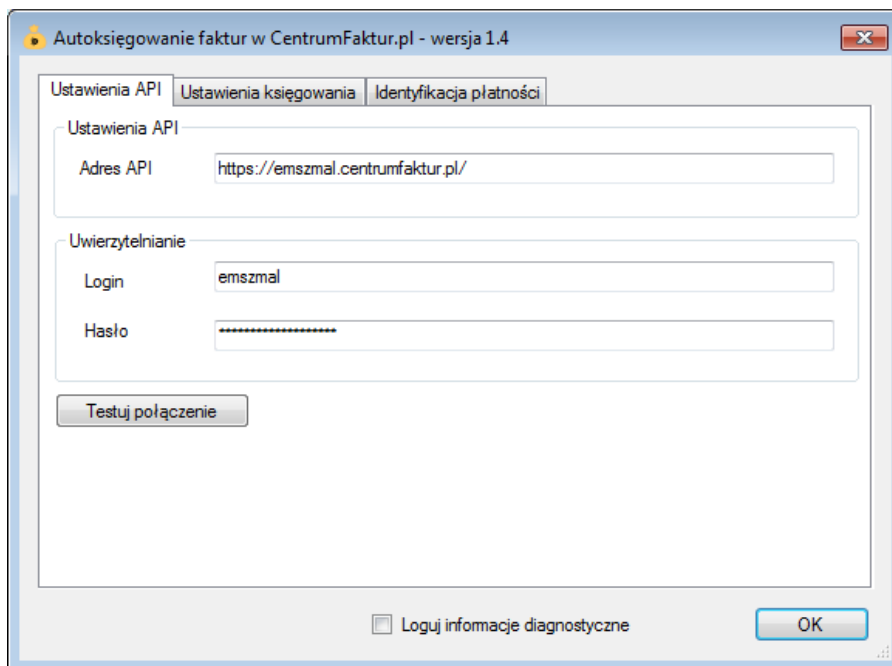 Autoksięgowanie faktur w CentrumFaktur.pl - wersja 1.4
Ustawienia API Ustawienia księgowania Identyfikacja płatności
Ustawienia API
Adres API https://emszmal.centrumfaktur.pl/
Uwierzytelnianie
Login emszmal
Hasło *******************
Testuj połączenie
Loguj informacje diagnostyczne OK